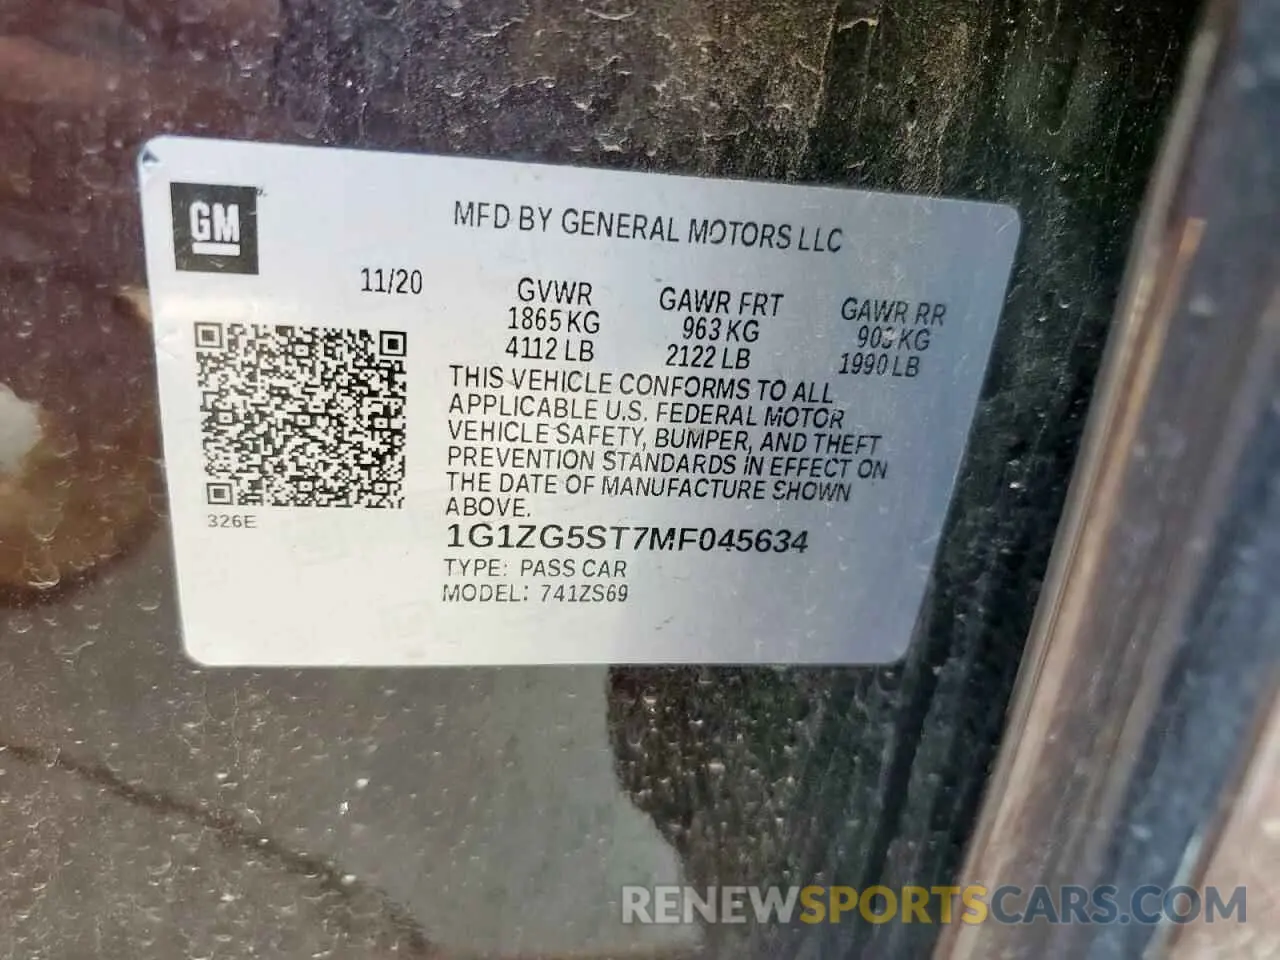 GM
MFD BY GENERAL MOTORS LLC
11/20
GVWR GAWR FRT GAWR RR
1865 KG 963 KG 903 KG
4112 LB 2122 LB 1990 LB
THIS VEHICLE CONFORMS TO ALL
APPLICABLE U.S. FEDERAL MOTOR
VEHICLE SAFETY, BUMPER, AND THEFT
PREVENTION STANDARDS IN EFFECT ON
THE DATE OF MANUFACTURE SHOWN
ABOVE.
326E
1G1ZG5ST7MF045634
TYPE: PASS CAR
MODEL: 741ZS69
RENEWSPORTSCARS.COM